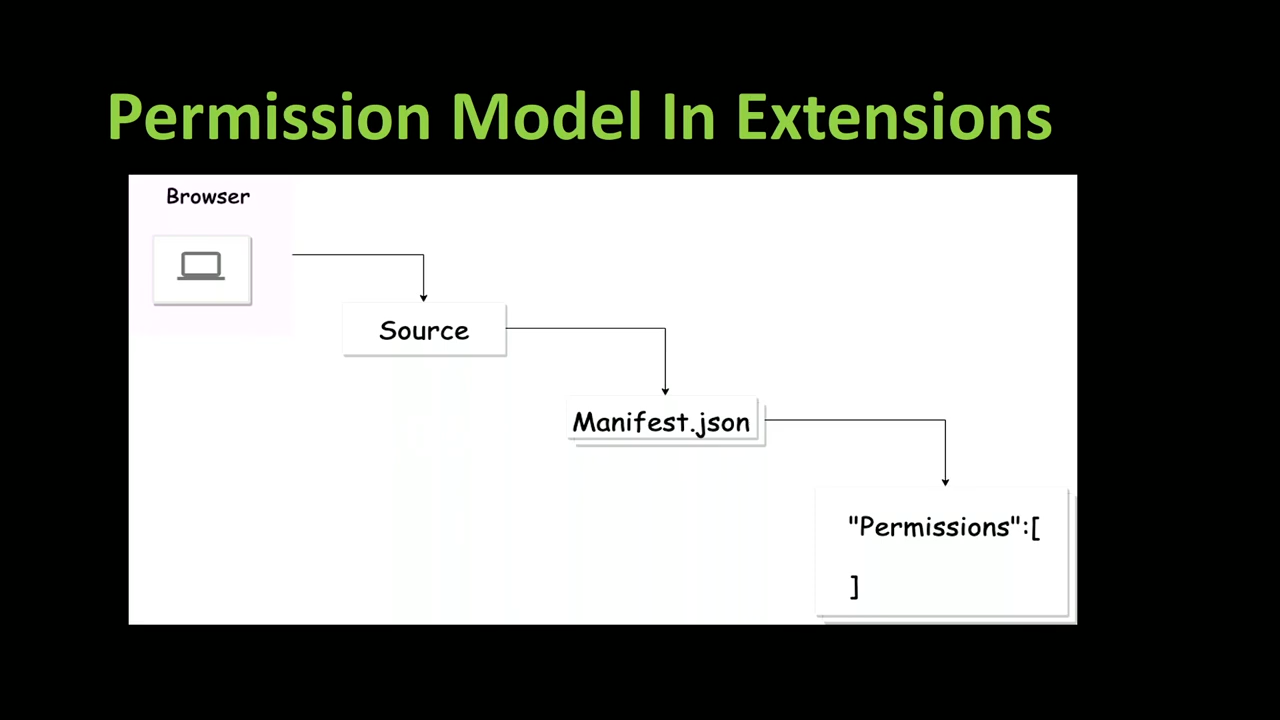 Permission Model In Extensions
Browser
Source
Manifest.json
"Permissions":[
]